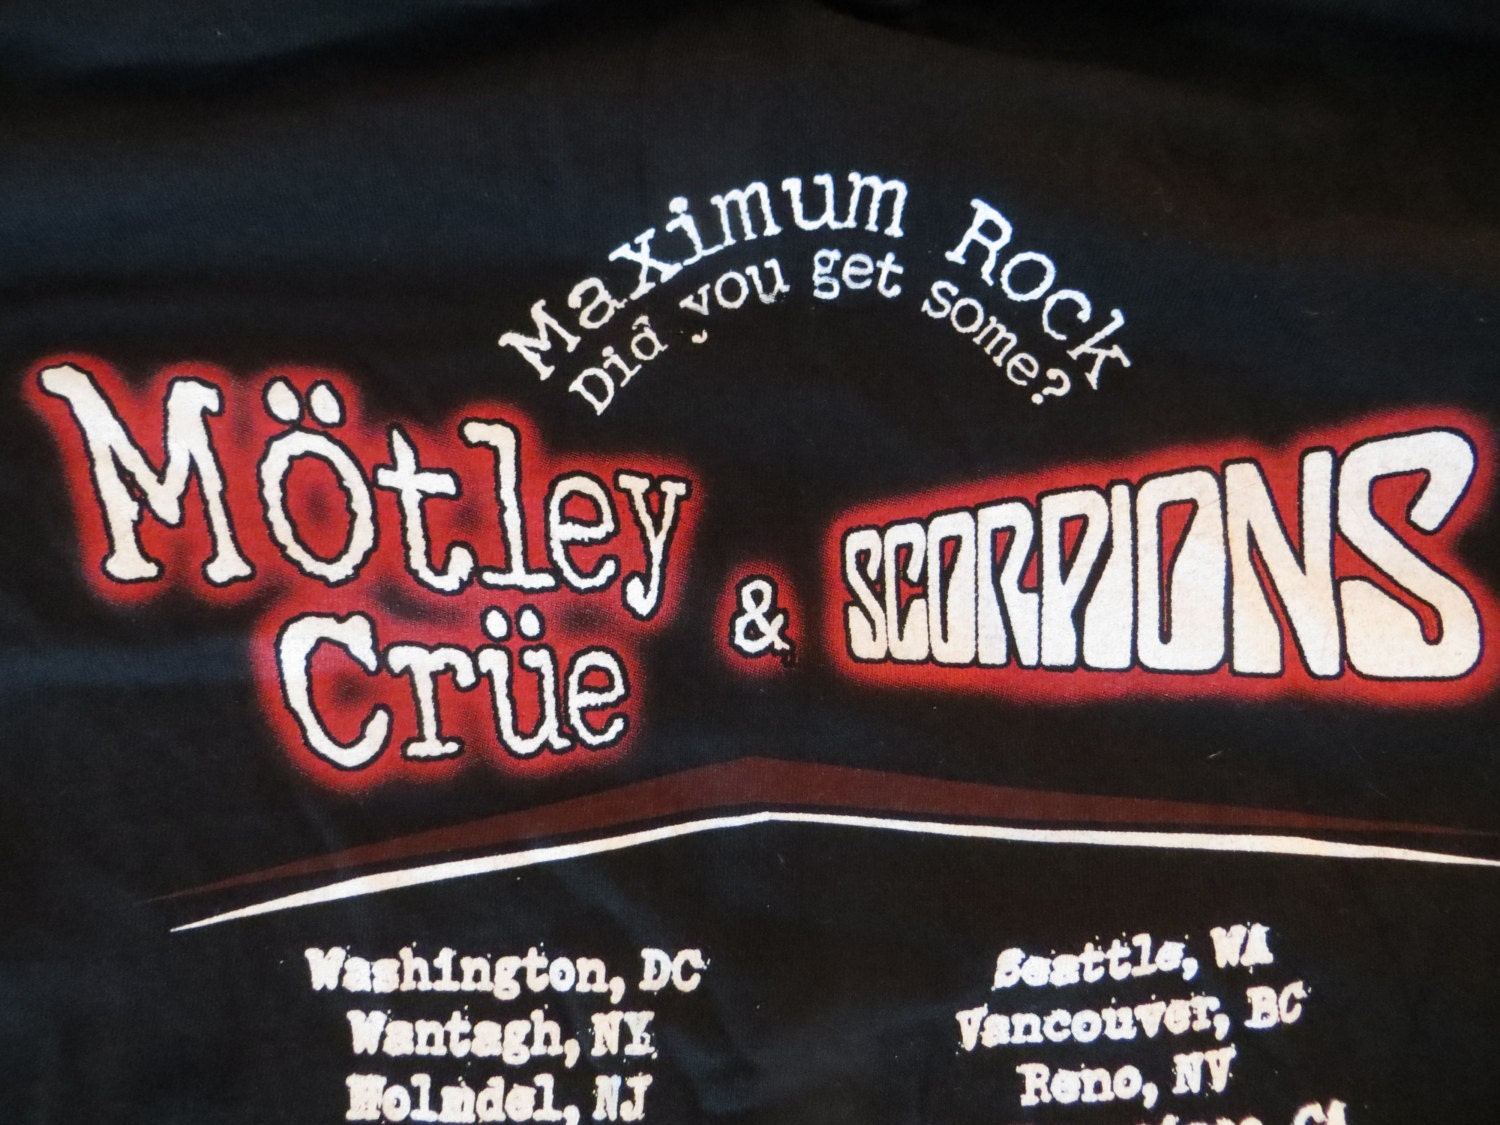 Maximum Rock
Did you get some?
Mötley
Crüe
&
SCORPIONS
Washington, DC
Wantagh, NY
Holmdel, NJ
Seattle, WA
Vancouver, BC
Reno, NV
CA